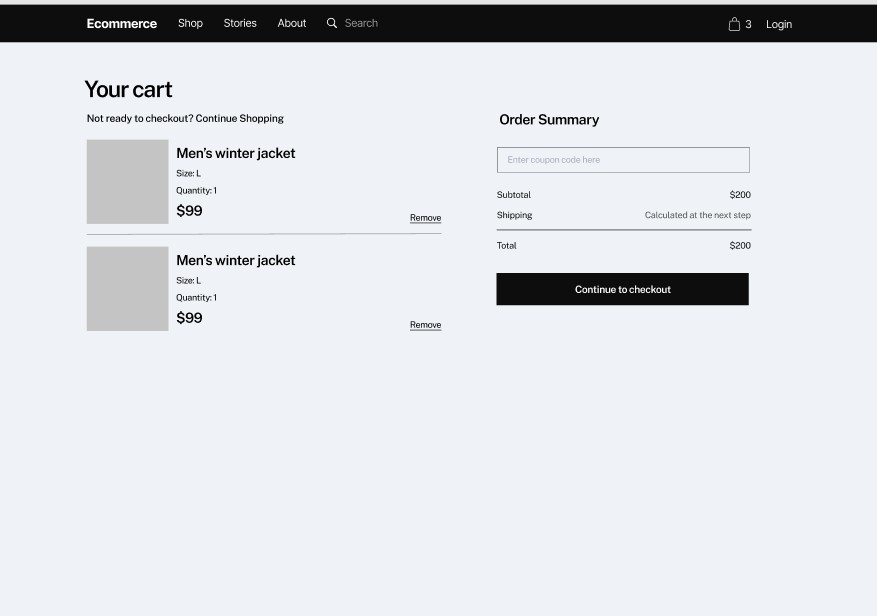 Ecommerce Shop Stories About Search 3 Login
Your cart
Not ready to checkout? Continue Shopping
Men’s winter jacket
Size: L
Quantity: 1
$99
Remove
Men’s winter jacket
Size: L
Quantity: 1
$99
Remove
Order Summary
Enter coupon code here
Subtotal $200
Shipping Calculated at the next step
Total $200
Continue to checkout